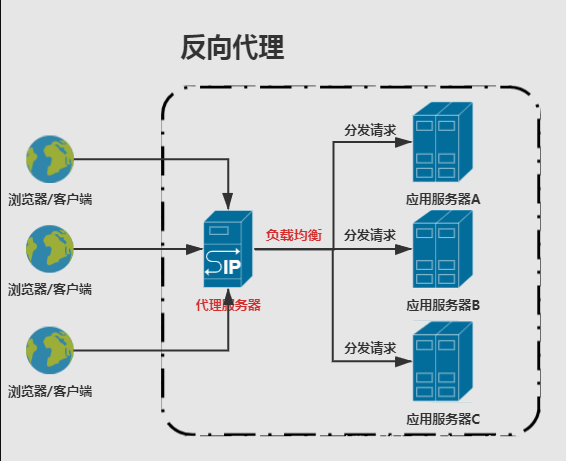 反向代理
分发请求
应用服务器A
浏览器/客户端
负载均衡
分发请求
SIP
浏览器/客户端
代理服务器
应用服务器B
分发请求
浏览器/客户端
应用服务器C